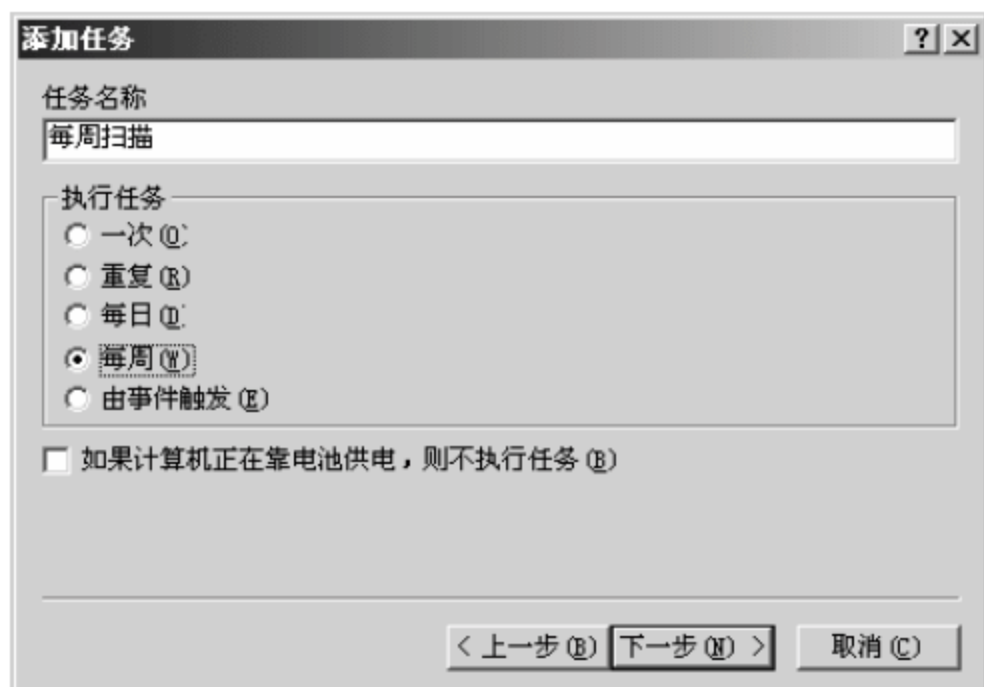 添加任务
任务名称
每周扫描
执行任务
一次(O)
重复(R)
每日(D)
每周(W)
由事件触发(E)
如果计算机正在靠电池供电，则不执行任务(B)
< 上一步(B) 下一步(N) > 取消(C)